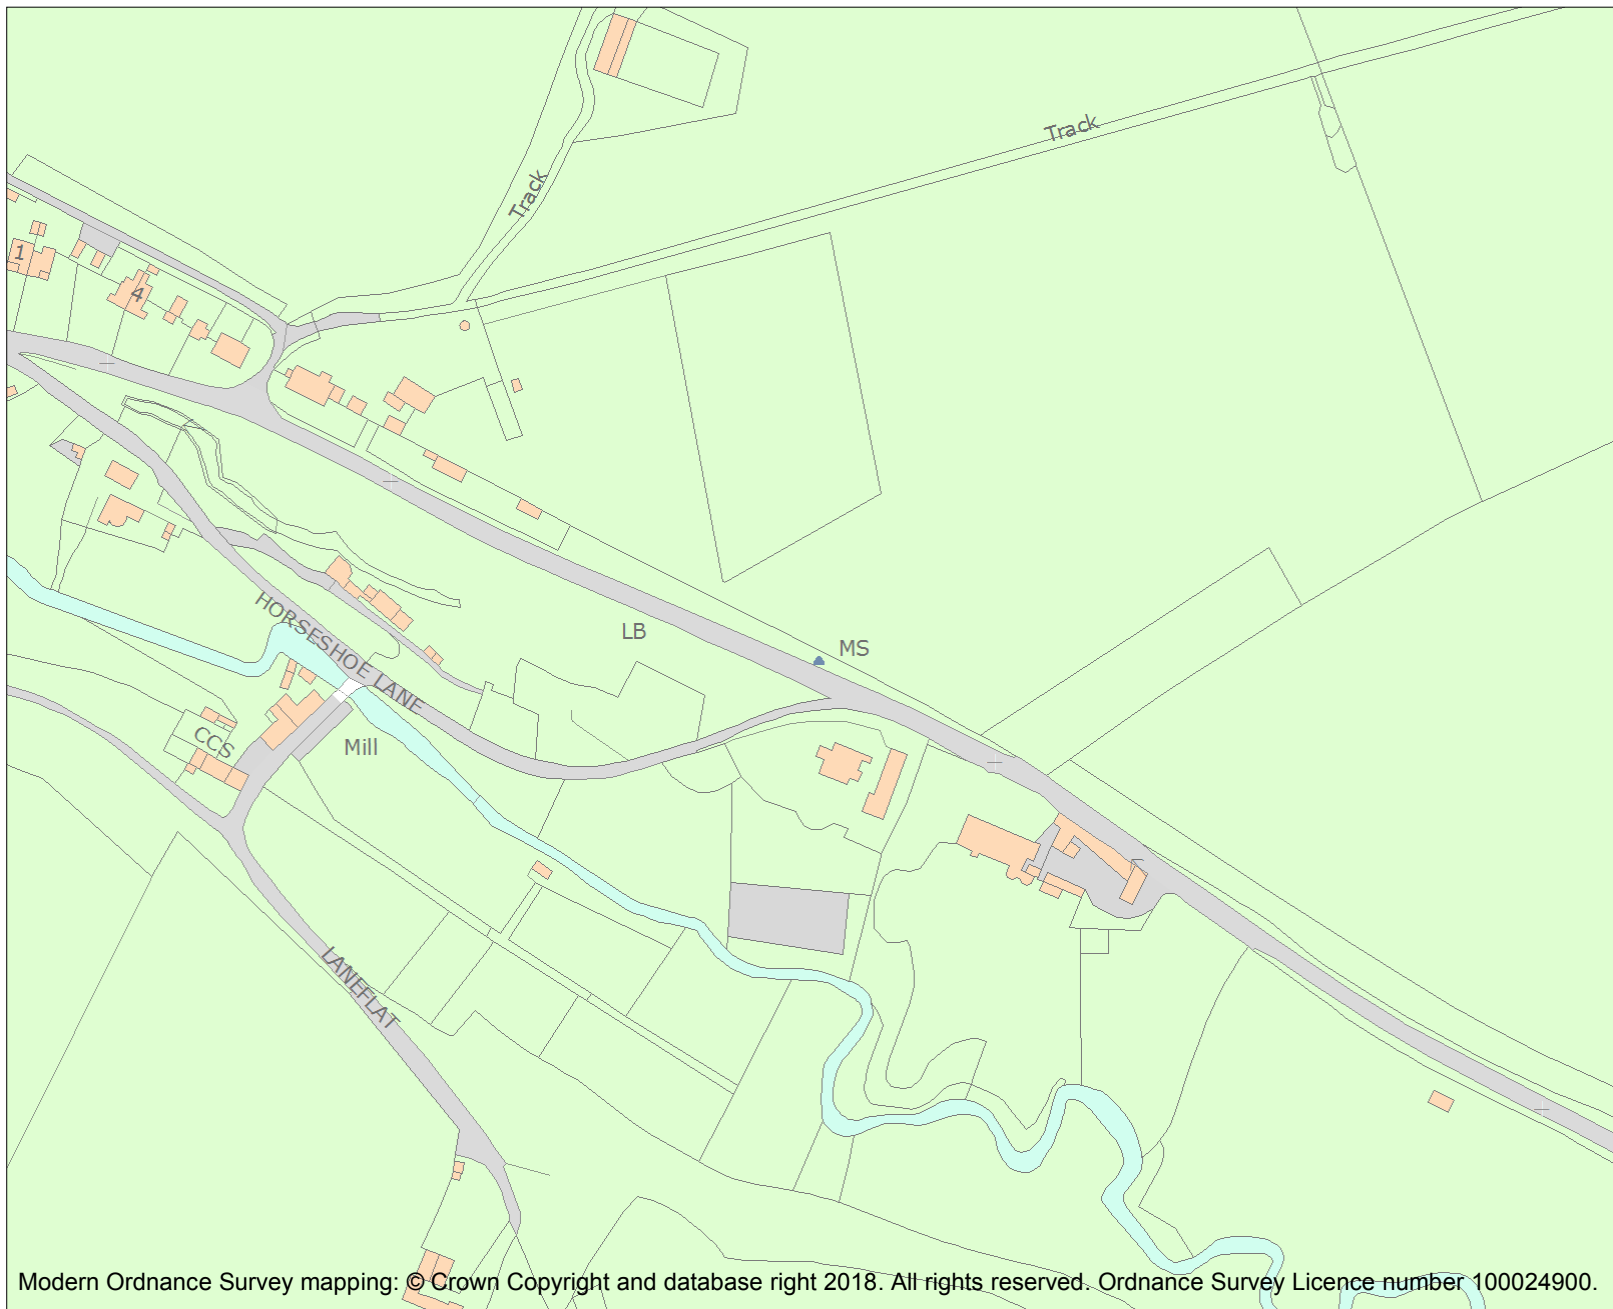 Track
Track
1
4
HORSESHOE LANE
LB
MS
CCS
Mill
LANEFLAT
Modern Ordnance Survey mapping: © Crown Copyright and database right 2018. All rights reserved. Ordnance Survey Licence number 100024900.